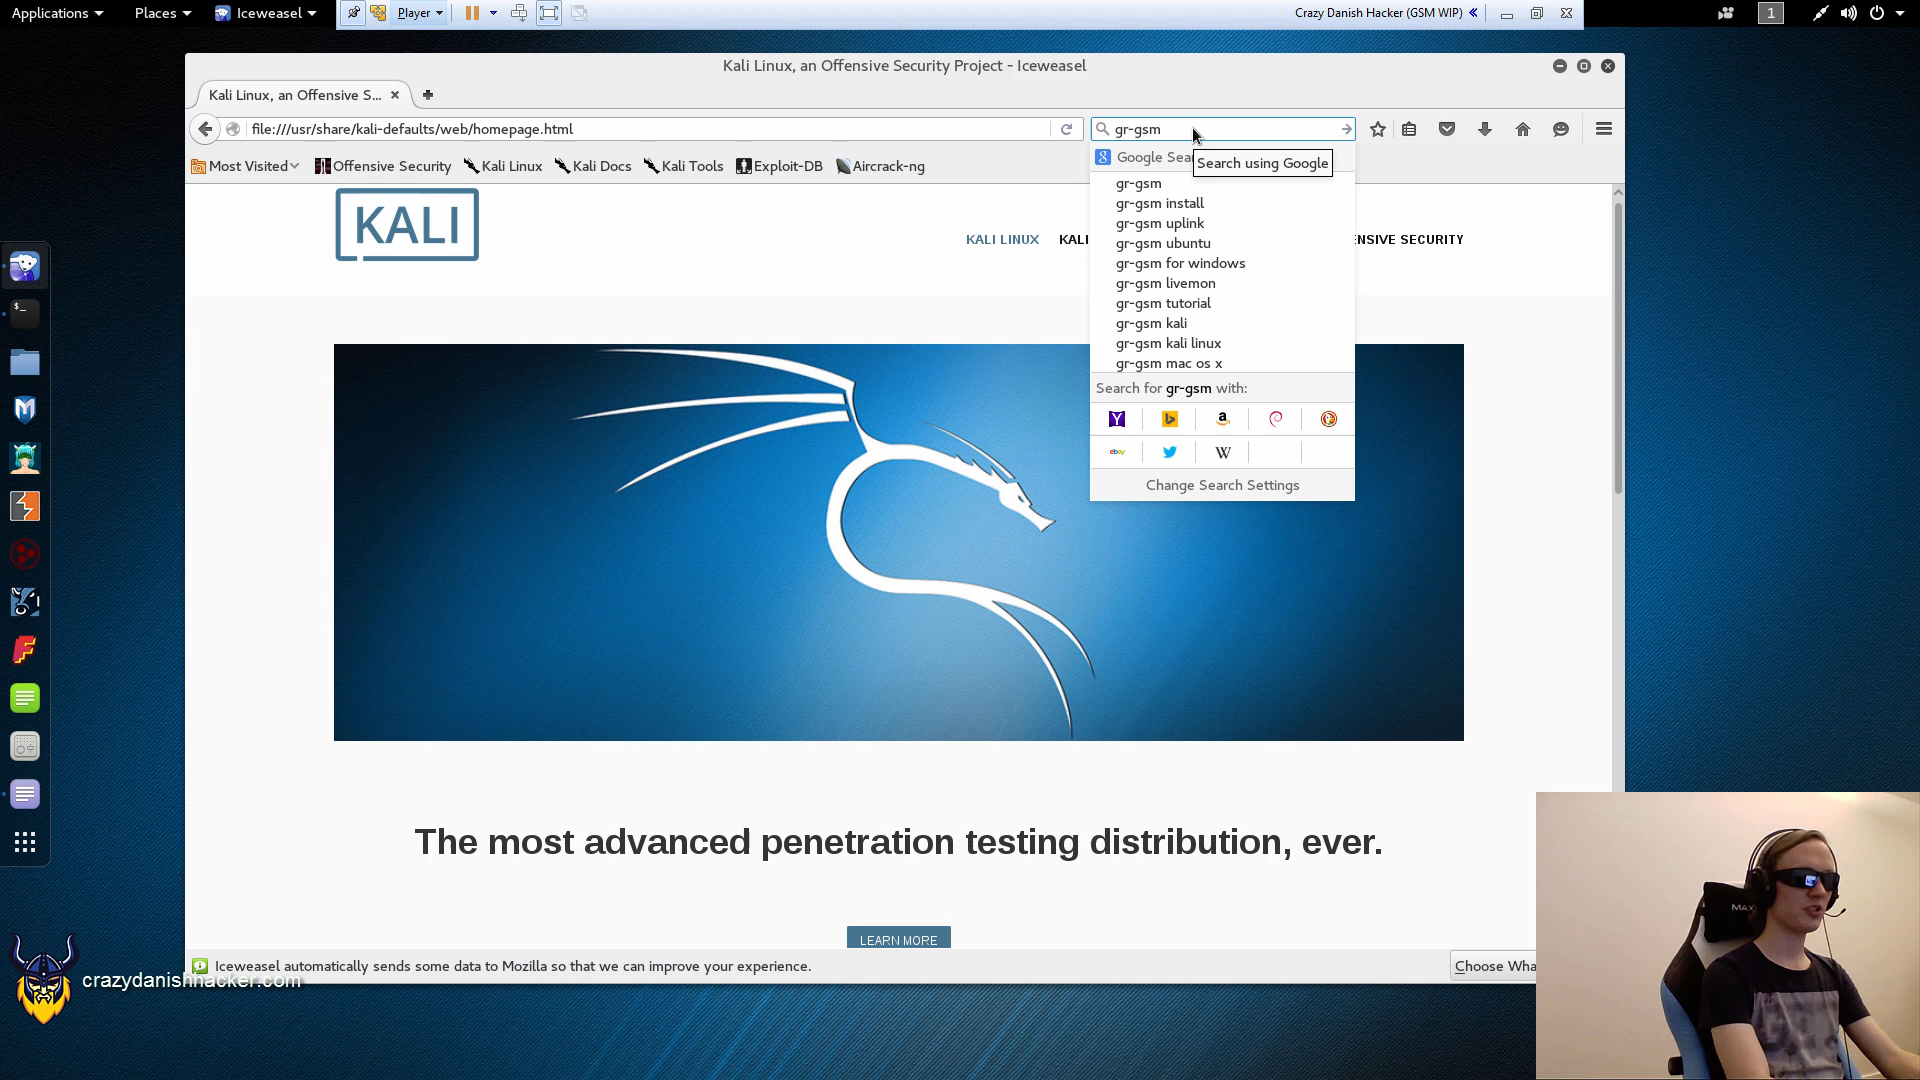 Applications
Places
Iceweasel
Player
Crazy Danish Hacker (GSM WIP)
1
Kali Linux, an Offensive Security Project - Iceweasel
Kali Linux, an Offensive S...
file:///usr/share/kali-defaults/web/homepage.html
gr-gsm
Most Visited
Offensive Security
Kali Linux
Kali Docs
Kali Tools
Exploit-DB
Aircrack-ng
Google Sea
Search using Google
gr-gsm
gr-gsm install
gr-gsm uplink
gr-gsm ubuntu
gr-gsm for windows
gr-gsm livemon
gr-gsm tutorial
gr-gsm kali
gr-gsm kali linux
gr-gsm mac os x
Search for gr-gsm with:
Y
b
a
ebay
W
Change Search Settings
KALI
KALI LINUX
KALI
ENSIVE SECURITY
The most advanced penetration testing distribution, ever.
LEARN MORE
Iceweasel automatically sends some data to Mozilla so that we can improve your experience.
Choose Wha
crazydanishhacker.com
MAX